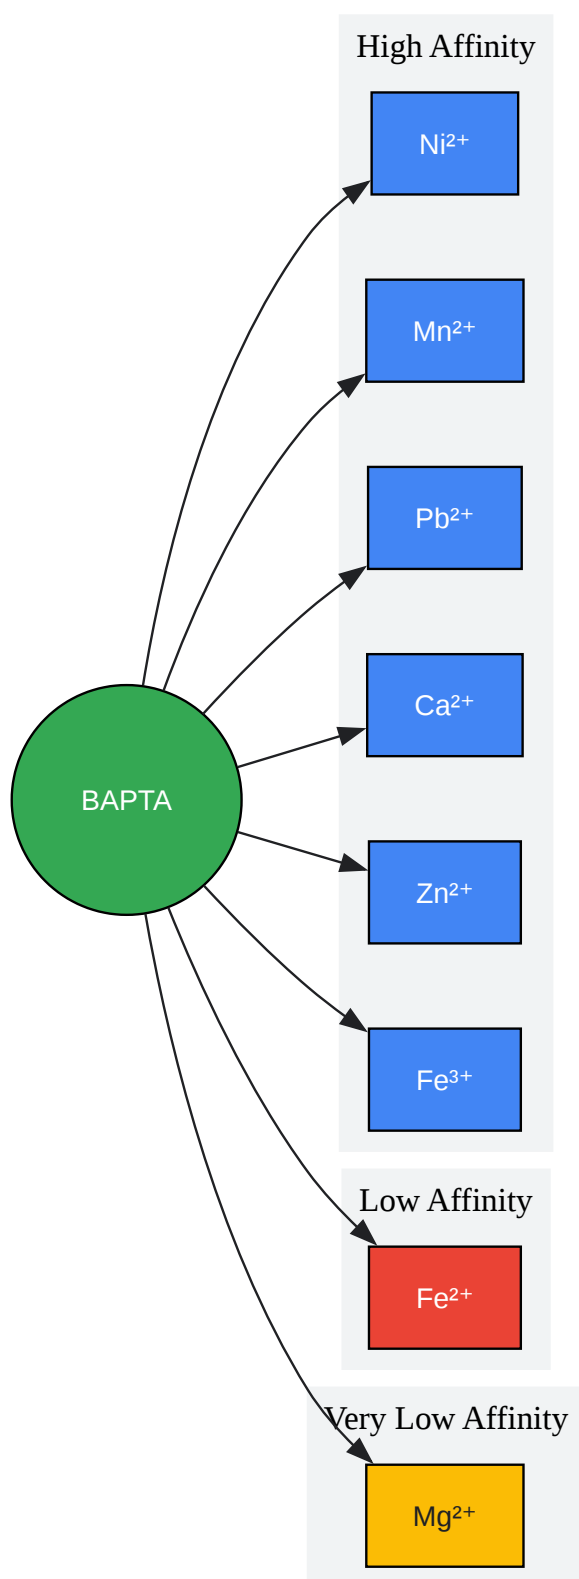 High Affinity
Ni²⁺
Mn²⁺
Pb²⁺
Ca²⁺
BAPTA
Zn²⁺
Fe³⁺
Low Affinity
Fe²⁺
Very Low Affinity
Mg²⁺